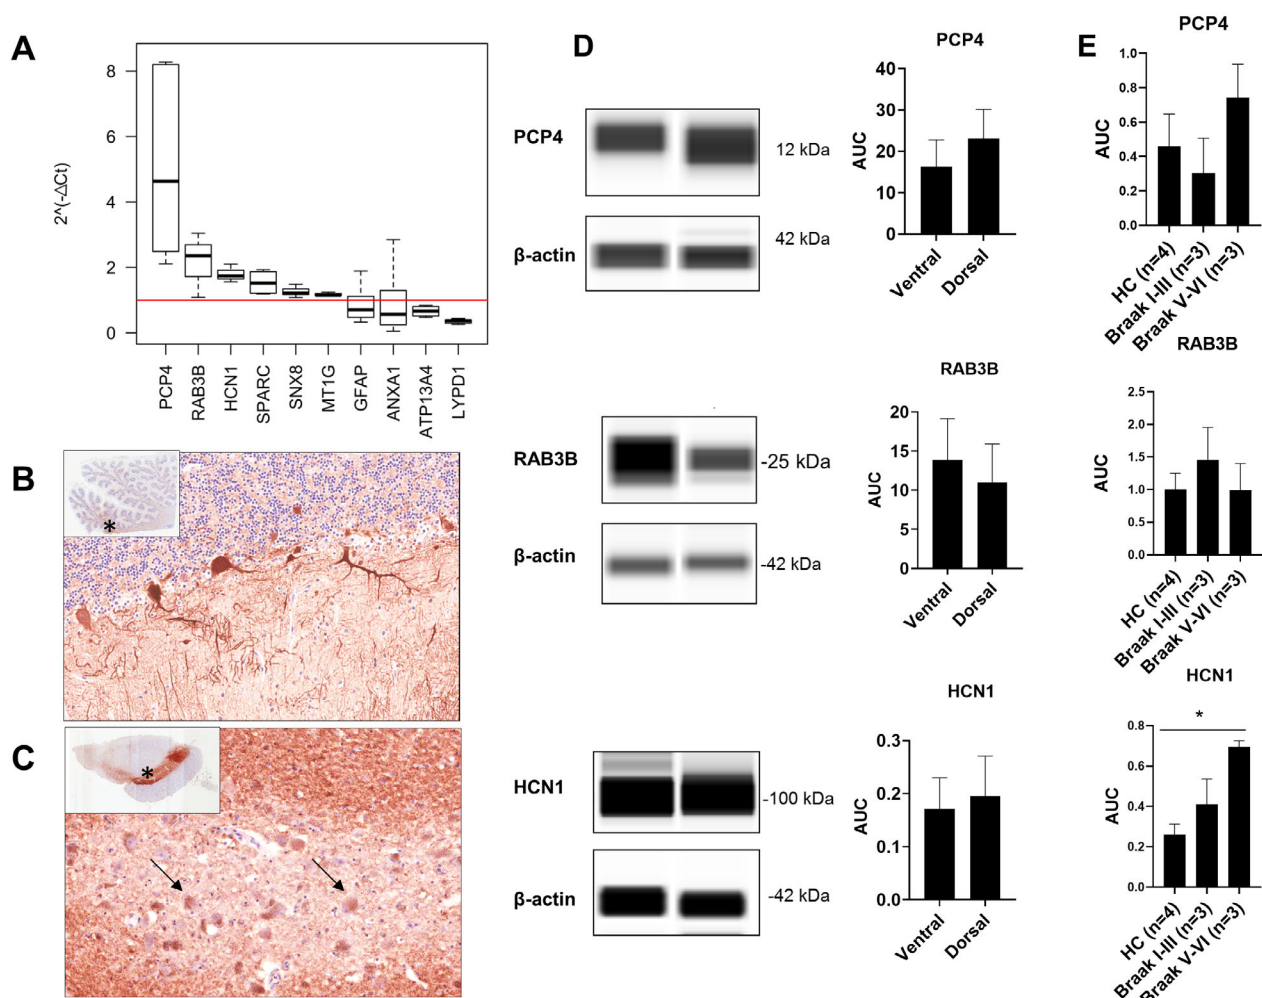 A
8
6
4
2
0
2^(-ΔCt)
PCP4
RAB3B
HCN1
SPARC
SNX8
MT1G
GFAP
ANXA1
ATP13A4
LYPD1
B
*
C
*
D
PCP4
12 kDa
β-actin
42 kDa
PCP4
40
30
20
10
0
AUC
Ventral
Dorsal
RAB3B
-25 kDa
β-actin
-42 kDa
RAB3B
20
15
10
5
0
AUC
Ventral
Dorsal
HCN1
-100 kDa
β-actin
-42 kDa
HCN1
0.3
0.2
0.1
0.0
AUC
Ventral
Dorsal
E
PCP4
1.0
0.8
0.6
0.4
0.2
0.0
AUC
HC (n=4)
Braak I-III (n=3)
Braak V-VI (n=3)
RAB3B
2.5
2.0
1.5
1.0
0.5
0.0
AUC
HC (n=4)
Braak I-III (n=3)
Braak V-VI (n=3)
HCN1
*
0.8
0.6
0.4
0.2
0.0
AUC
HC (n=4)
Braak I-III (n=3)
Braak V-VI (n=3)